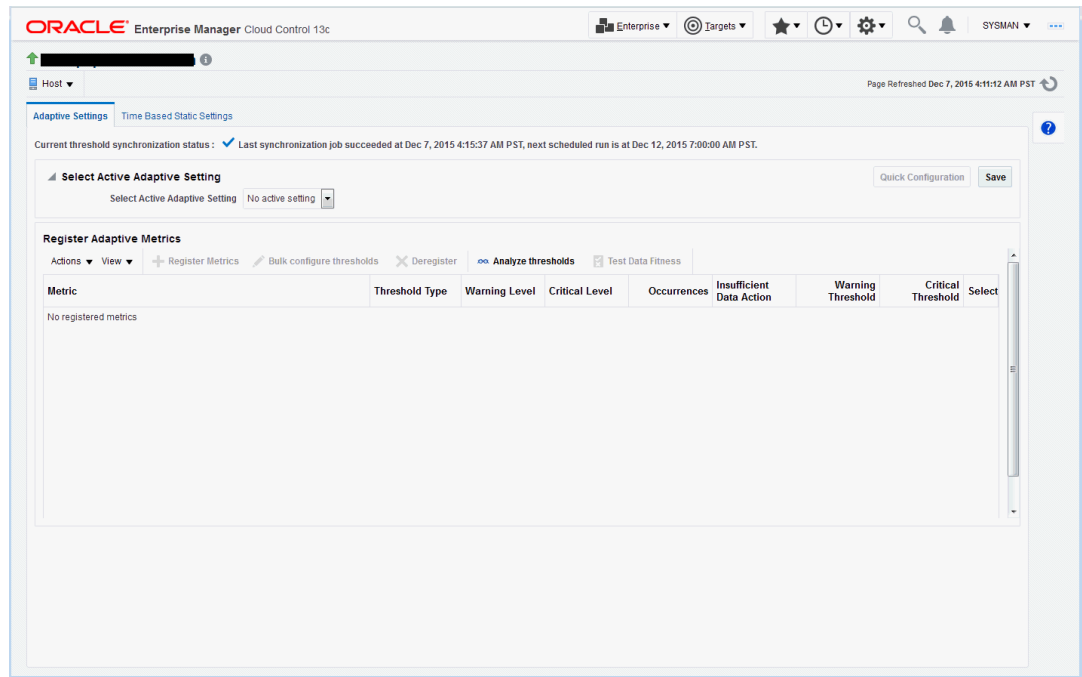 ORACLE Enterprise Manager Cloud Control 13c
Enterprise Targets SYSMAN
Host
Page Refreshed Dec 7, 2015 4:11:12 AM PST
Adaptive Settings Time Based Static Settings
Current threshold synchronization status : Last synchronization job succeeded at Dec 7, 2015 4:15:37 AM PST, next scheduled run is at Dec 12, 2015 7:00:00 AM PST.
Select Active Adaptive Setting
Quick Configuration Save
Select Active Adaptive Setting No active setting
Register Adaptive Metrics
Actions View Register Metrics Bulk configure thresholds Deregister Analyze thresholds Test Data Fitness
Metric Threshold Type Warning Level Critical Level Occurrences Insufficient Data Action Warning Threshold Critical Threshold Select
No registered metrics